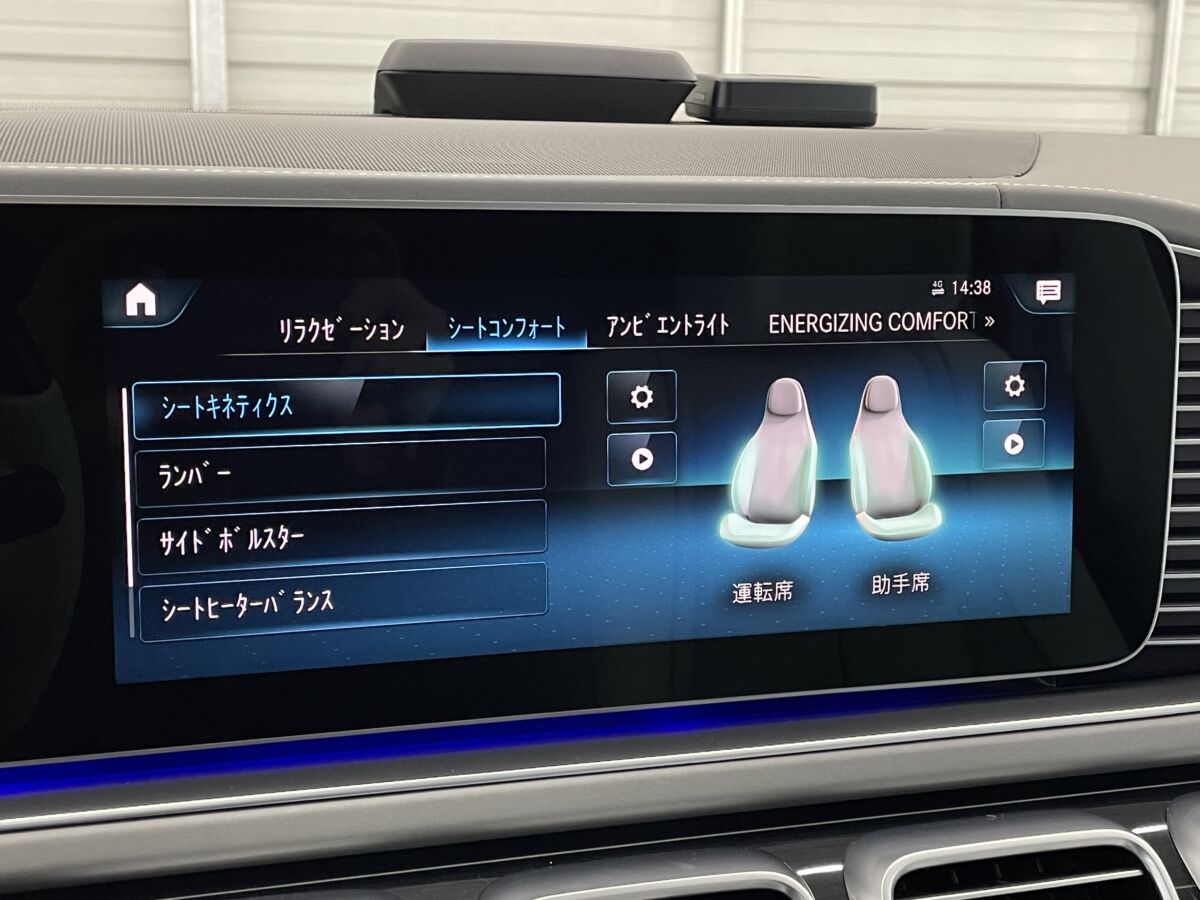 4G 14:38
リラクゼーション シートコンフォート アンビエントライト ENERGIZING COMFORT »
シートキネティクス
ランバー
サイドボルスター
シートヒーターバランス
運転席 助手席